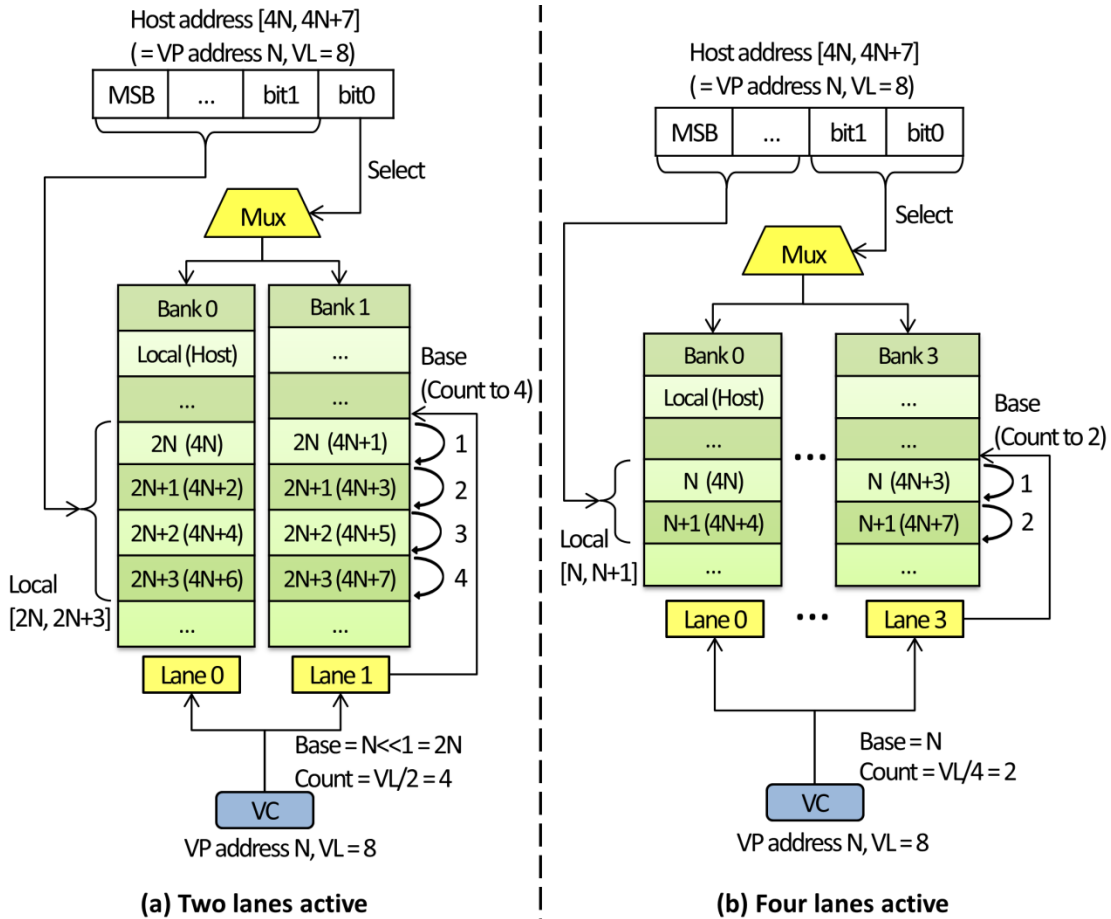 Host address [4N, 4N+7]
( = VP address N, VL = 8)
MSB ... bit1 bit0
Select
Mux
Bank 0 Bank 1
Local (Host) ...
... ...
Base
(Count to 4)
2N (4N) 2N (4N+1) 1
2N+1 (4N+2) 2N+1 (4N+3) 2
2N+2 (4N+4) 2N+2 (4N+5) 3
2N+3 (4N+6) 2N+3 (4N+7) 4
Local
[2N, 2N+3]
... ...
Lane 0 Lane 1
Base = N<<1 = 2N
Count = VL/2 = 4
VC
VP address N, VL = 8
(a) Two lanes active
Host address [4N, 4N+7]
( = VP address N, VL = 8)
MSB ... bit1 bit0
Select
Mux
Bank 0 Bank 3
Local (Host) ...
... ... ...
Base
(Count to 2)
N (4N) N (4N+3) 1
N+1 (4N+4) N+1 (4N+7) 2
Local
[N, N+1]
... ...
Lane 0 ... Lane 3
Base = N
Count = VL/4 = 2
VC
VP address N, VL = 8
(b) Four lanes active